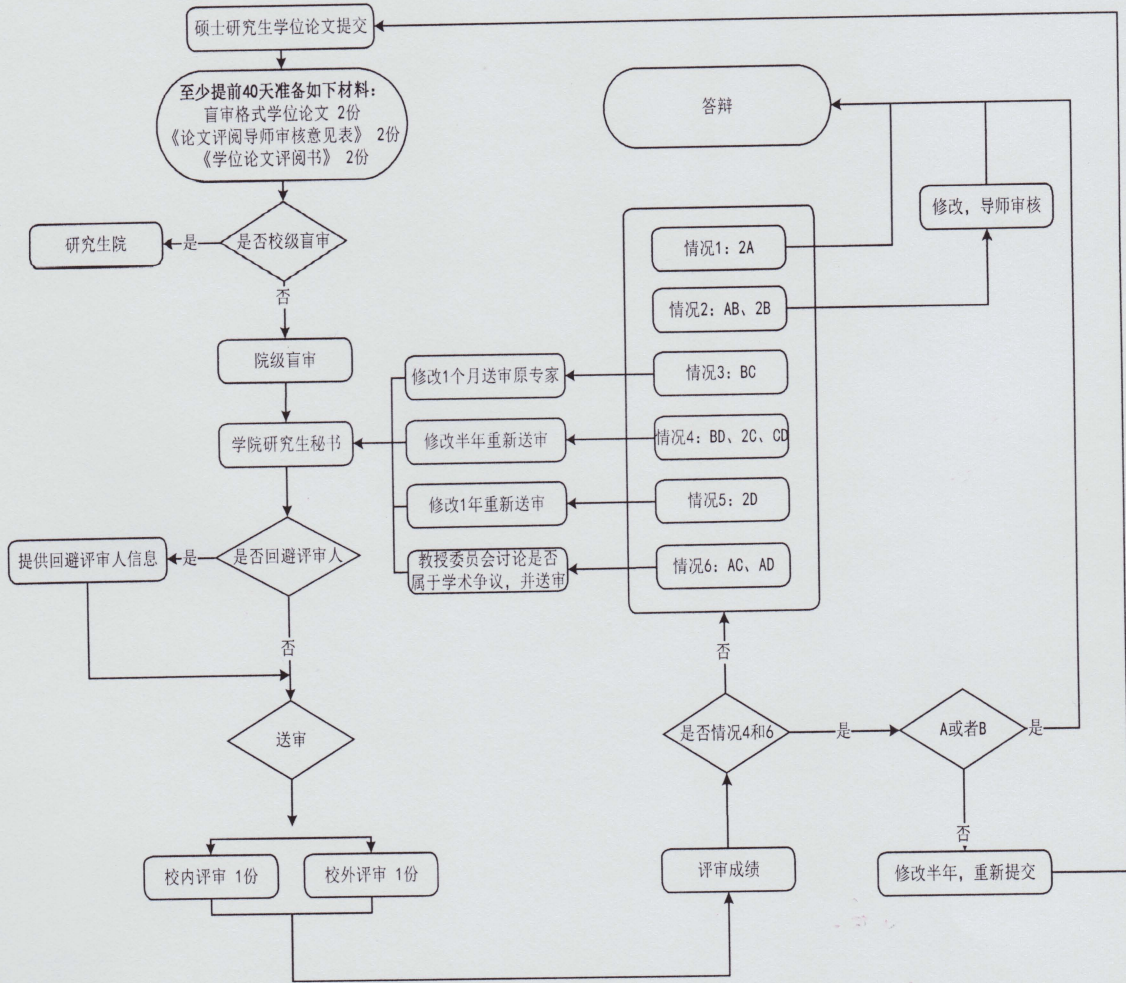 硕士研究生学位论文提交
至少提前40天准备如下材料：
盲审格式学位论文 2份
《论文评阅导师审核意见表》 2份
《学位论文评阅书》 2份
答辩
修改，导师审核
研究生院
是
是否校级盲审
否
院级盲审
学院研究生秘书
情况1：2A
情况2：AB、2B
修改1个月送审原专家
情况3：BC
修改半年重新送审
情况4：BD、2C、CD
修改1年重新送审
情况5：2D
教授委员会讨论是否
属于学术争议，并送审
情况6：AC、AD
提供回避评审人信息
是
是否回避评审人
否
送审
校内评审 1份
校外评审 1份
否
是否情况4和6
是
A或者B
是
否
评审成绩
修改半年，重新提交